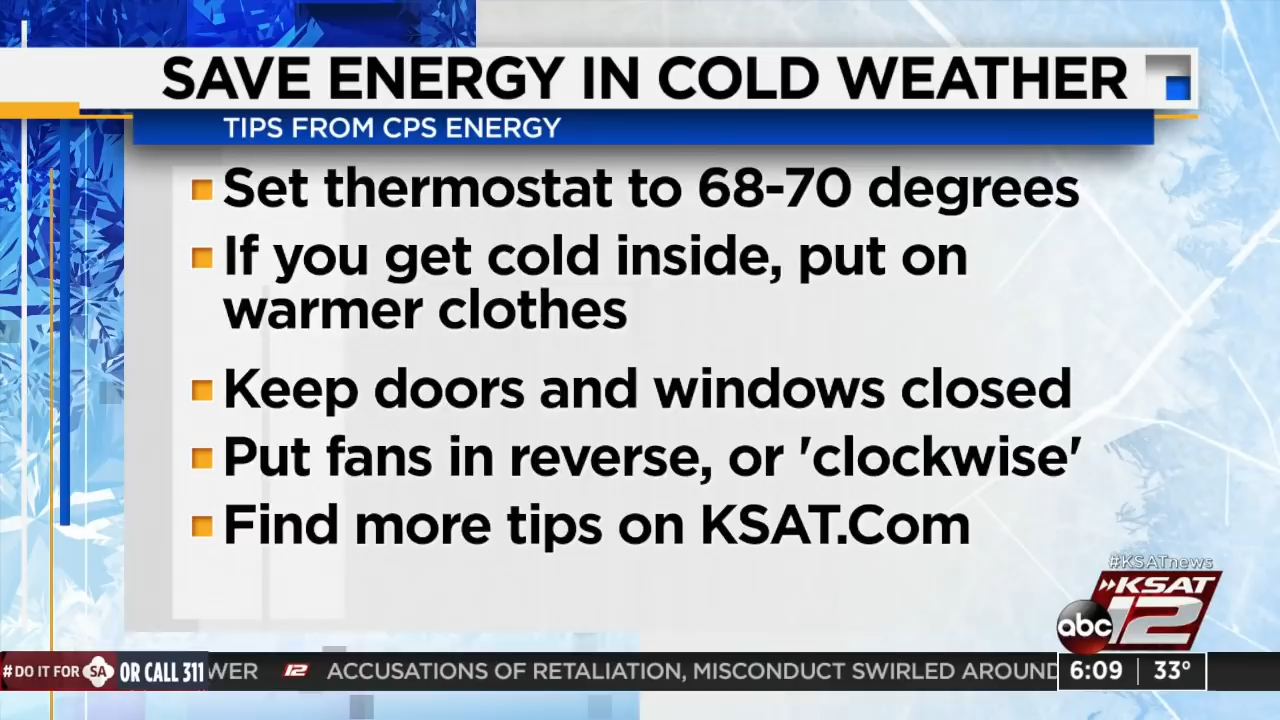 SAVE ENERGY IN COLD WEATHER
TIPS FROM CPS ENERGY
Set thermostat to 68-70 degrees
If you get cold inside, put on
warmer clothes
Keep doors and windows closed
Put fans in reverse, or 'clockwise'
Find more tips on KSAT.Com
#KSATnews
KSAT
abc 12
#DO IT FOR SA OR CALL 311 WER 12 ACCUSATIONS OF RETALIATION, MISCONDUCT SWIRLED AROUND 6:09 33°